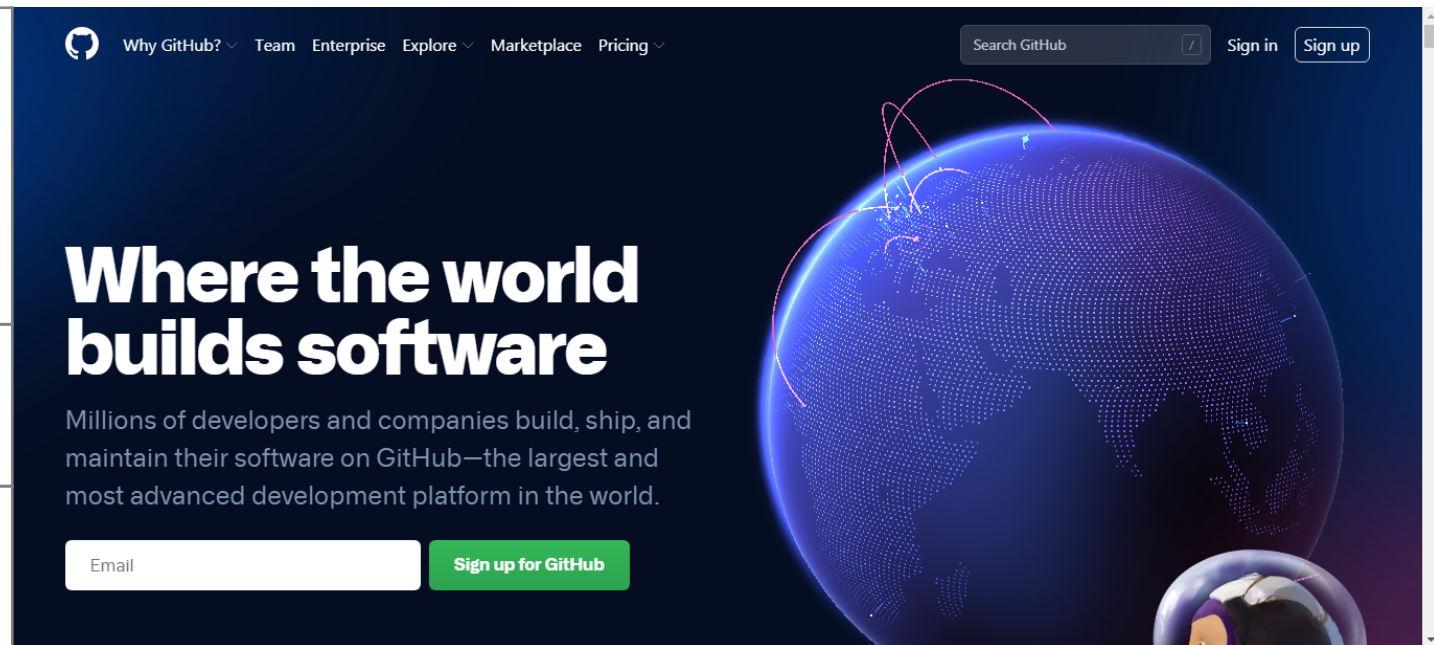 Why GitHub? Team Enterprise Explore Marketplace Pricing Search GitHub / Sign in Sign up
Where the world
builds software
Millions of developers and companies build, ship, and
maintain their software on GitHub—the largest and
most advanced development platform in the world.
Email Sign up for GitHub